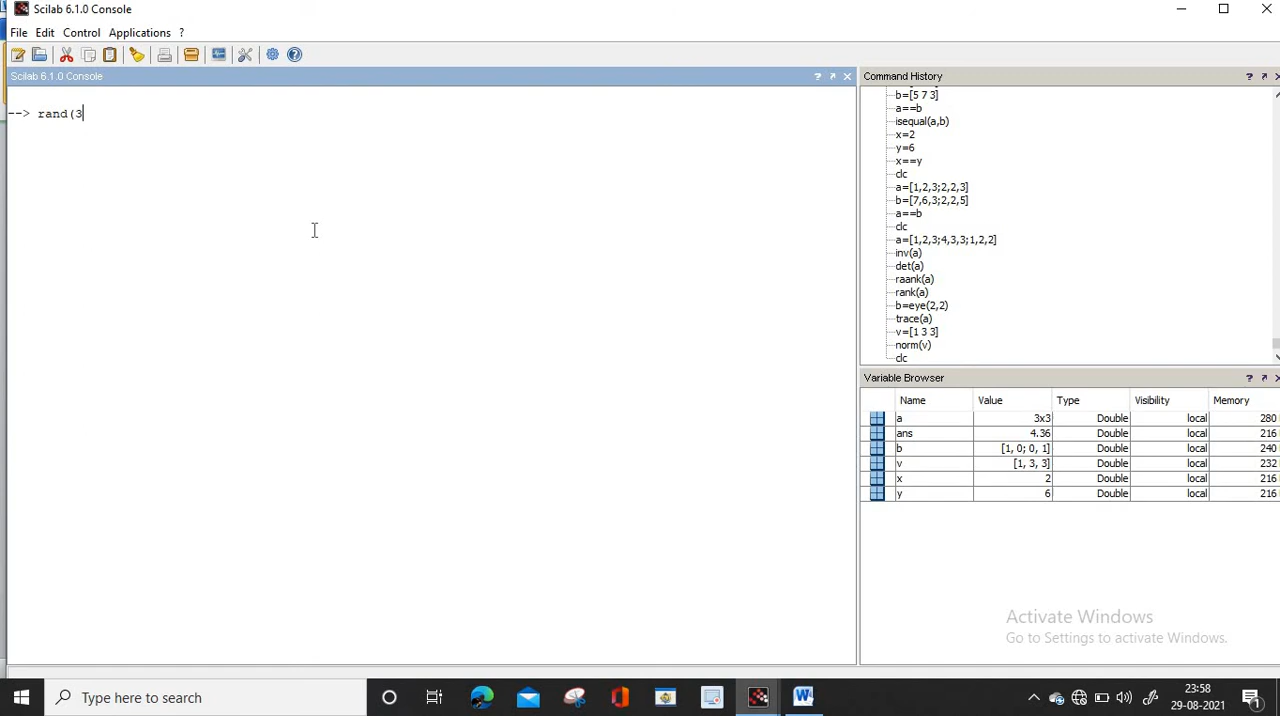 Scilab 6.1.0 Console
File Edit Control Applications ?
Scilab 6.1.0 Console
--> rand(3
Command History
b=[5 7 3]
a==b
isequal(a,b)
x=2
y=6
x==y
clc
a=[1,2,3;2,2,3]
b=[7,6,3;2,2,5]
a==b
clc
a=[1,2,3;4,3,3;1,2,2]
inv(a)
det(a)
raank(a)
rank(a)
b=eye(2,2)
trace(a)
v=[1 3 3]
norm(v)
clc
Variable Browser
Name Value Type Visibility Memory
a 3x3 Double local 280
ans 4.36 Double local 216
b [1, 0; 0, 1] Double local 240
v [1, 3, 3] Double local 232
x 2 Double local 216
y 6 Double local 216
Activate Windows
Go to Settings to activate Windows.
Type here to search
23:58
29-08-2021